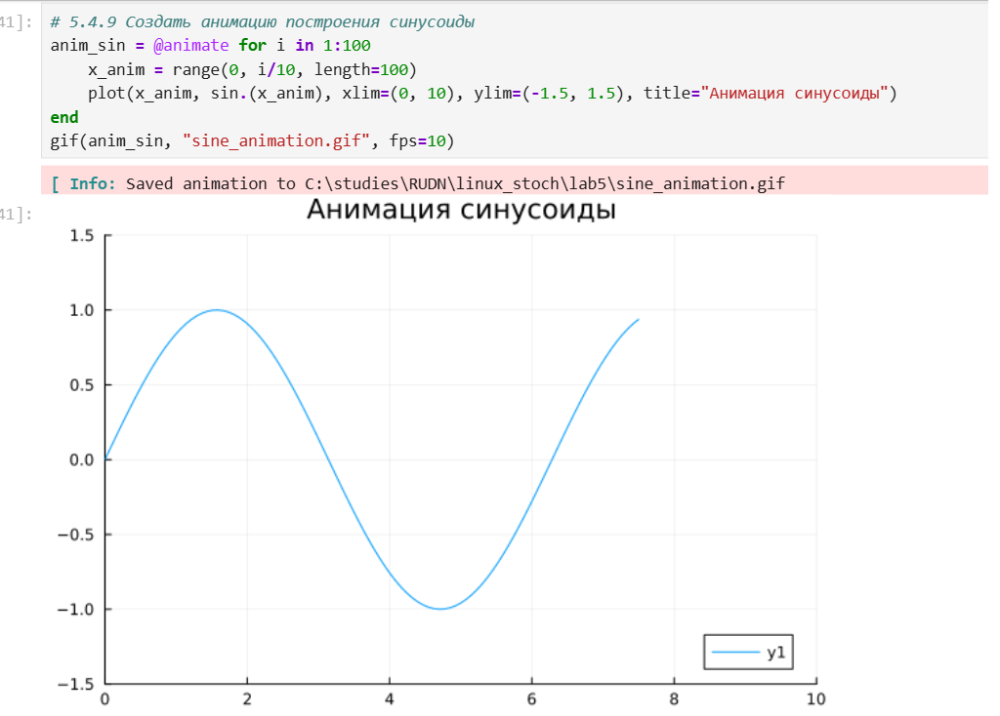 41]:
# 5.4.9 Создать анимацию построения синусоиды
anim_sin = @animate for i in 1:100
    x_anim = range(0, i/10, length=100)
    plot(x_anim, sin.(x_anim), xlim=(0, 10), ylim=(-1.5, 1.5), title="Анимация синусоиды")
end
gif(anim_sin, "sine_animation.gif", fps=10)
[ Info: Saved animation to C:\studies\RUDN\linux_stoch\lab5\sine_animation.gif
41]:
Анимация синусоиды
1.5
1.0
0.5
0.0
−0.5
−1.0
−1.5
y1
0 2 4 6 8 10